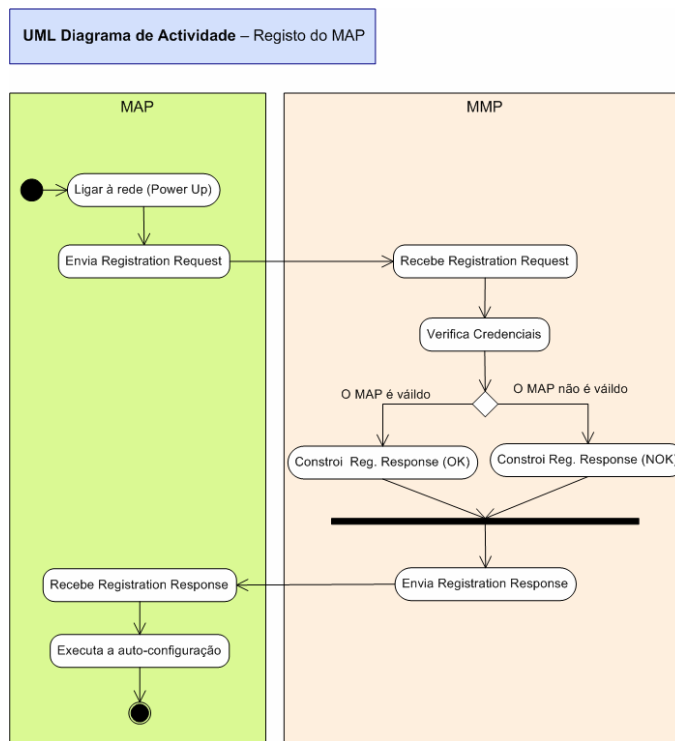 UML Diagrama de Actividade – Registo do MAP
MAP
MMP
Ligar à rede (Power Up)
Envia Registration Request
Recebe Registration Request
Verifica Credenciais
O MAP é váildo
O MAP não é váildo
Constroi Reg. Response (OK)
Constroi Reg. Response (NOK)
Recebe Registration Response
Envia Registration Response
Executa a auto-configuração